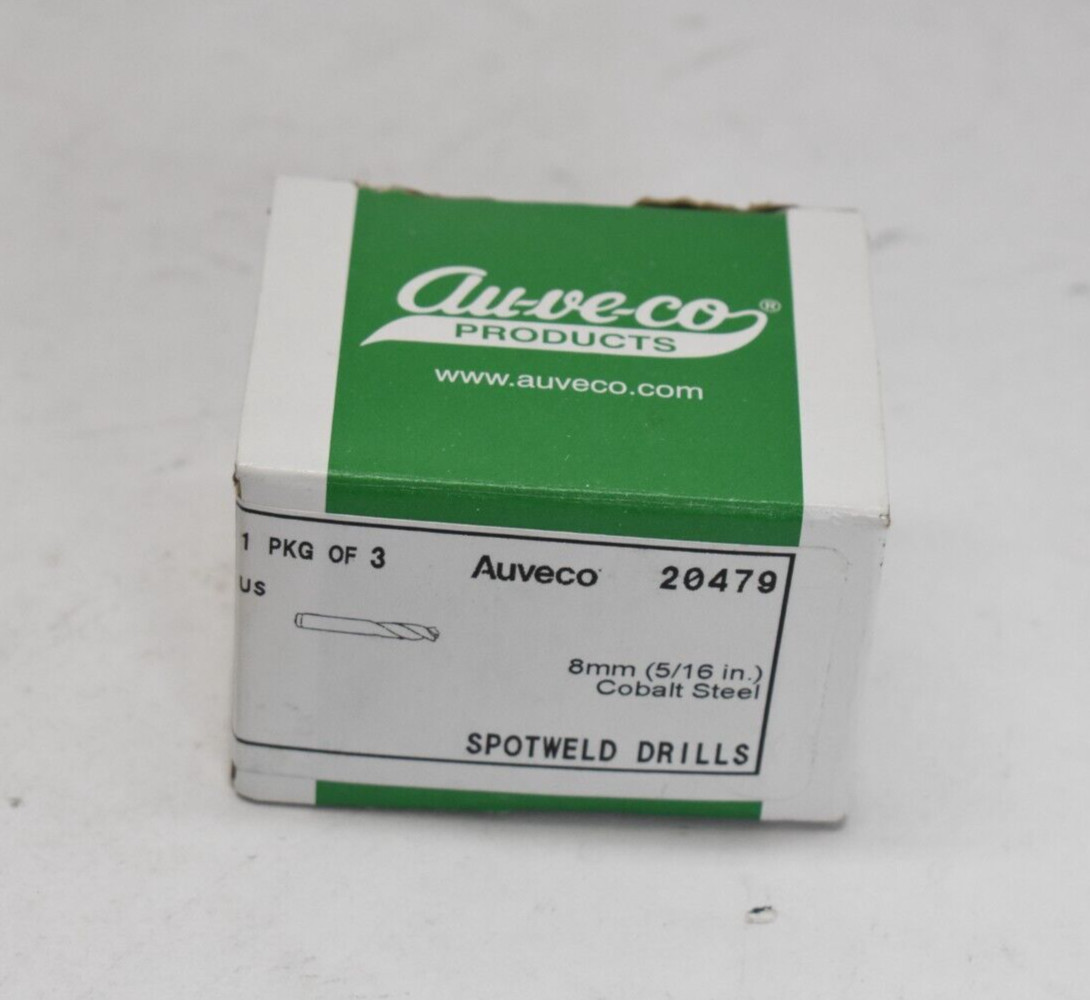 Au-ve-co®
PRODUCTS
www.auveco.com
1 PKG OF 3 Auveco 20479
US
8mm (5/16 in.)
Cobalt Steel
SPOTWELD DRILLS